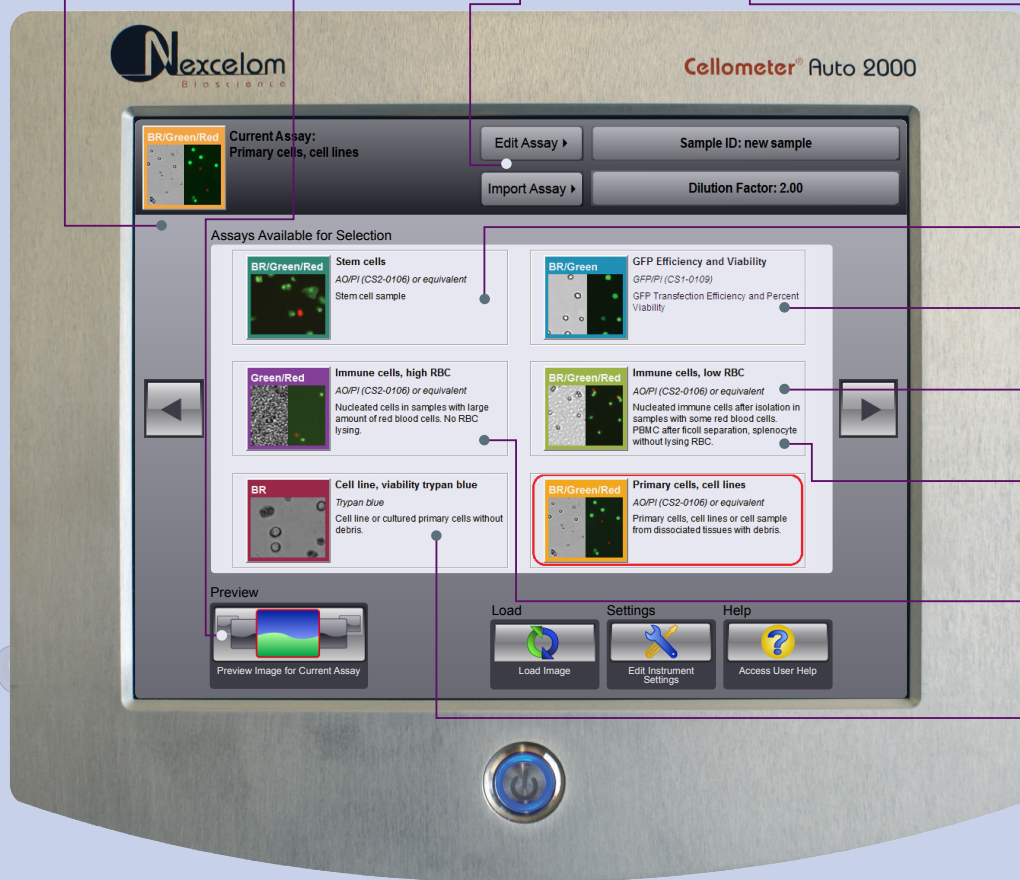 Nexcelom
Bioscience
Cellometer® Auto 2000
BR/Green/Red
Current Assay:
Primary cells, cell lines
Edit Assay
Sample ID: new sample
Import Assay
Dilution Factor: 2.00
Assays Available for Selection
BR/Green/Red
Stem cells
AO/PI (CS2-0106) or equivalent
Stem cell sample
BR/Green
GFP Efficiency and Viability
GFP/PI (CS1-0109)
GFP Transfection Efficiency and Percent
Viability
Green/Red
Immune cells, high RBC
AO/PI (CS2-0106) or equivalent
Nucleated cells in samples with large
amount of red blood cells. No RBC
lysing.
BR/Green/Red
Immune cells, low RBC
AO/PI (CS2-0106) or equivalent
Nucleated immune cells after isolation in
samples with some red blood cells.
PBMC after ficoll separation, splenocyte
without lysing RBC.
BR
Cell line, viability trypan blue
Trypan blue
Cell line or cultured primary cells without
debris.
BR/Green/Red
Primary cells, cell lines
AO/PI (CS2-0106) or equivalent
Primary cells, cell lines or cell sample
from dissociated tissues with debris.
Preview
Preview Image for Current Assay
Load
Load Image
Settings
Edit Instrument
Settings
Help
Access User Help